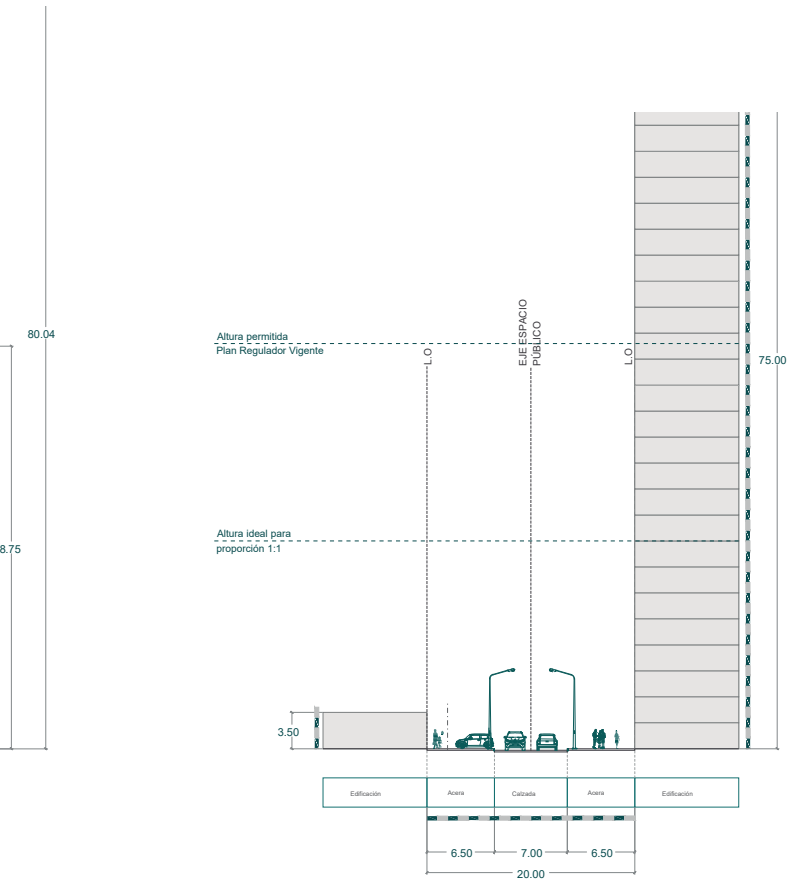 80.04
8.75
Altura permitida
Plan Regulador Vigente
L.O
EJE ESPACIO
PÚBLICO
L.O
75.00
Altura ideal para
proporción 1:1
3.50
Edificación
Acera
Calzada
Acera
Edificación
6.50
7.00
6.50
20.00